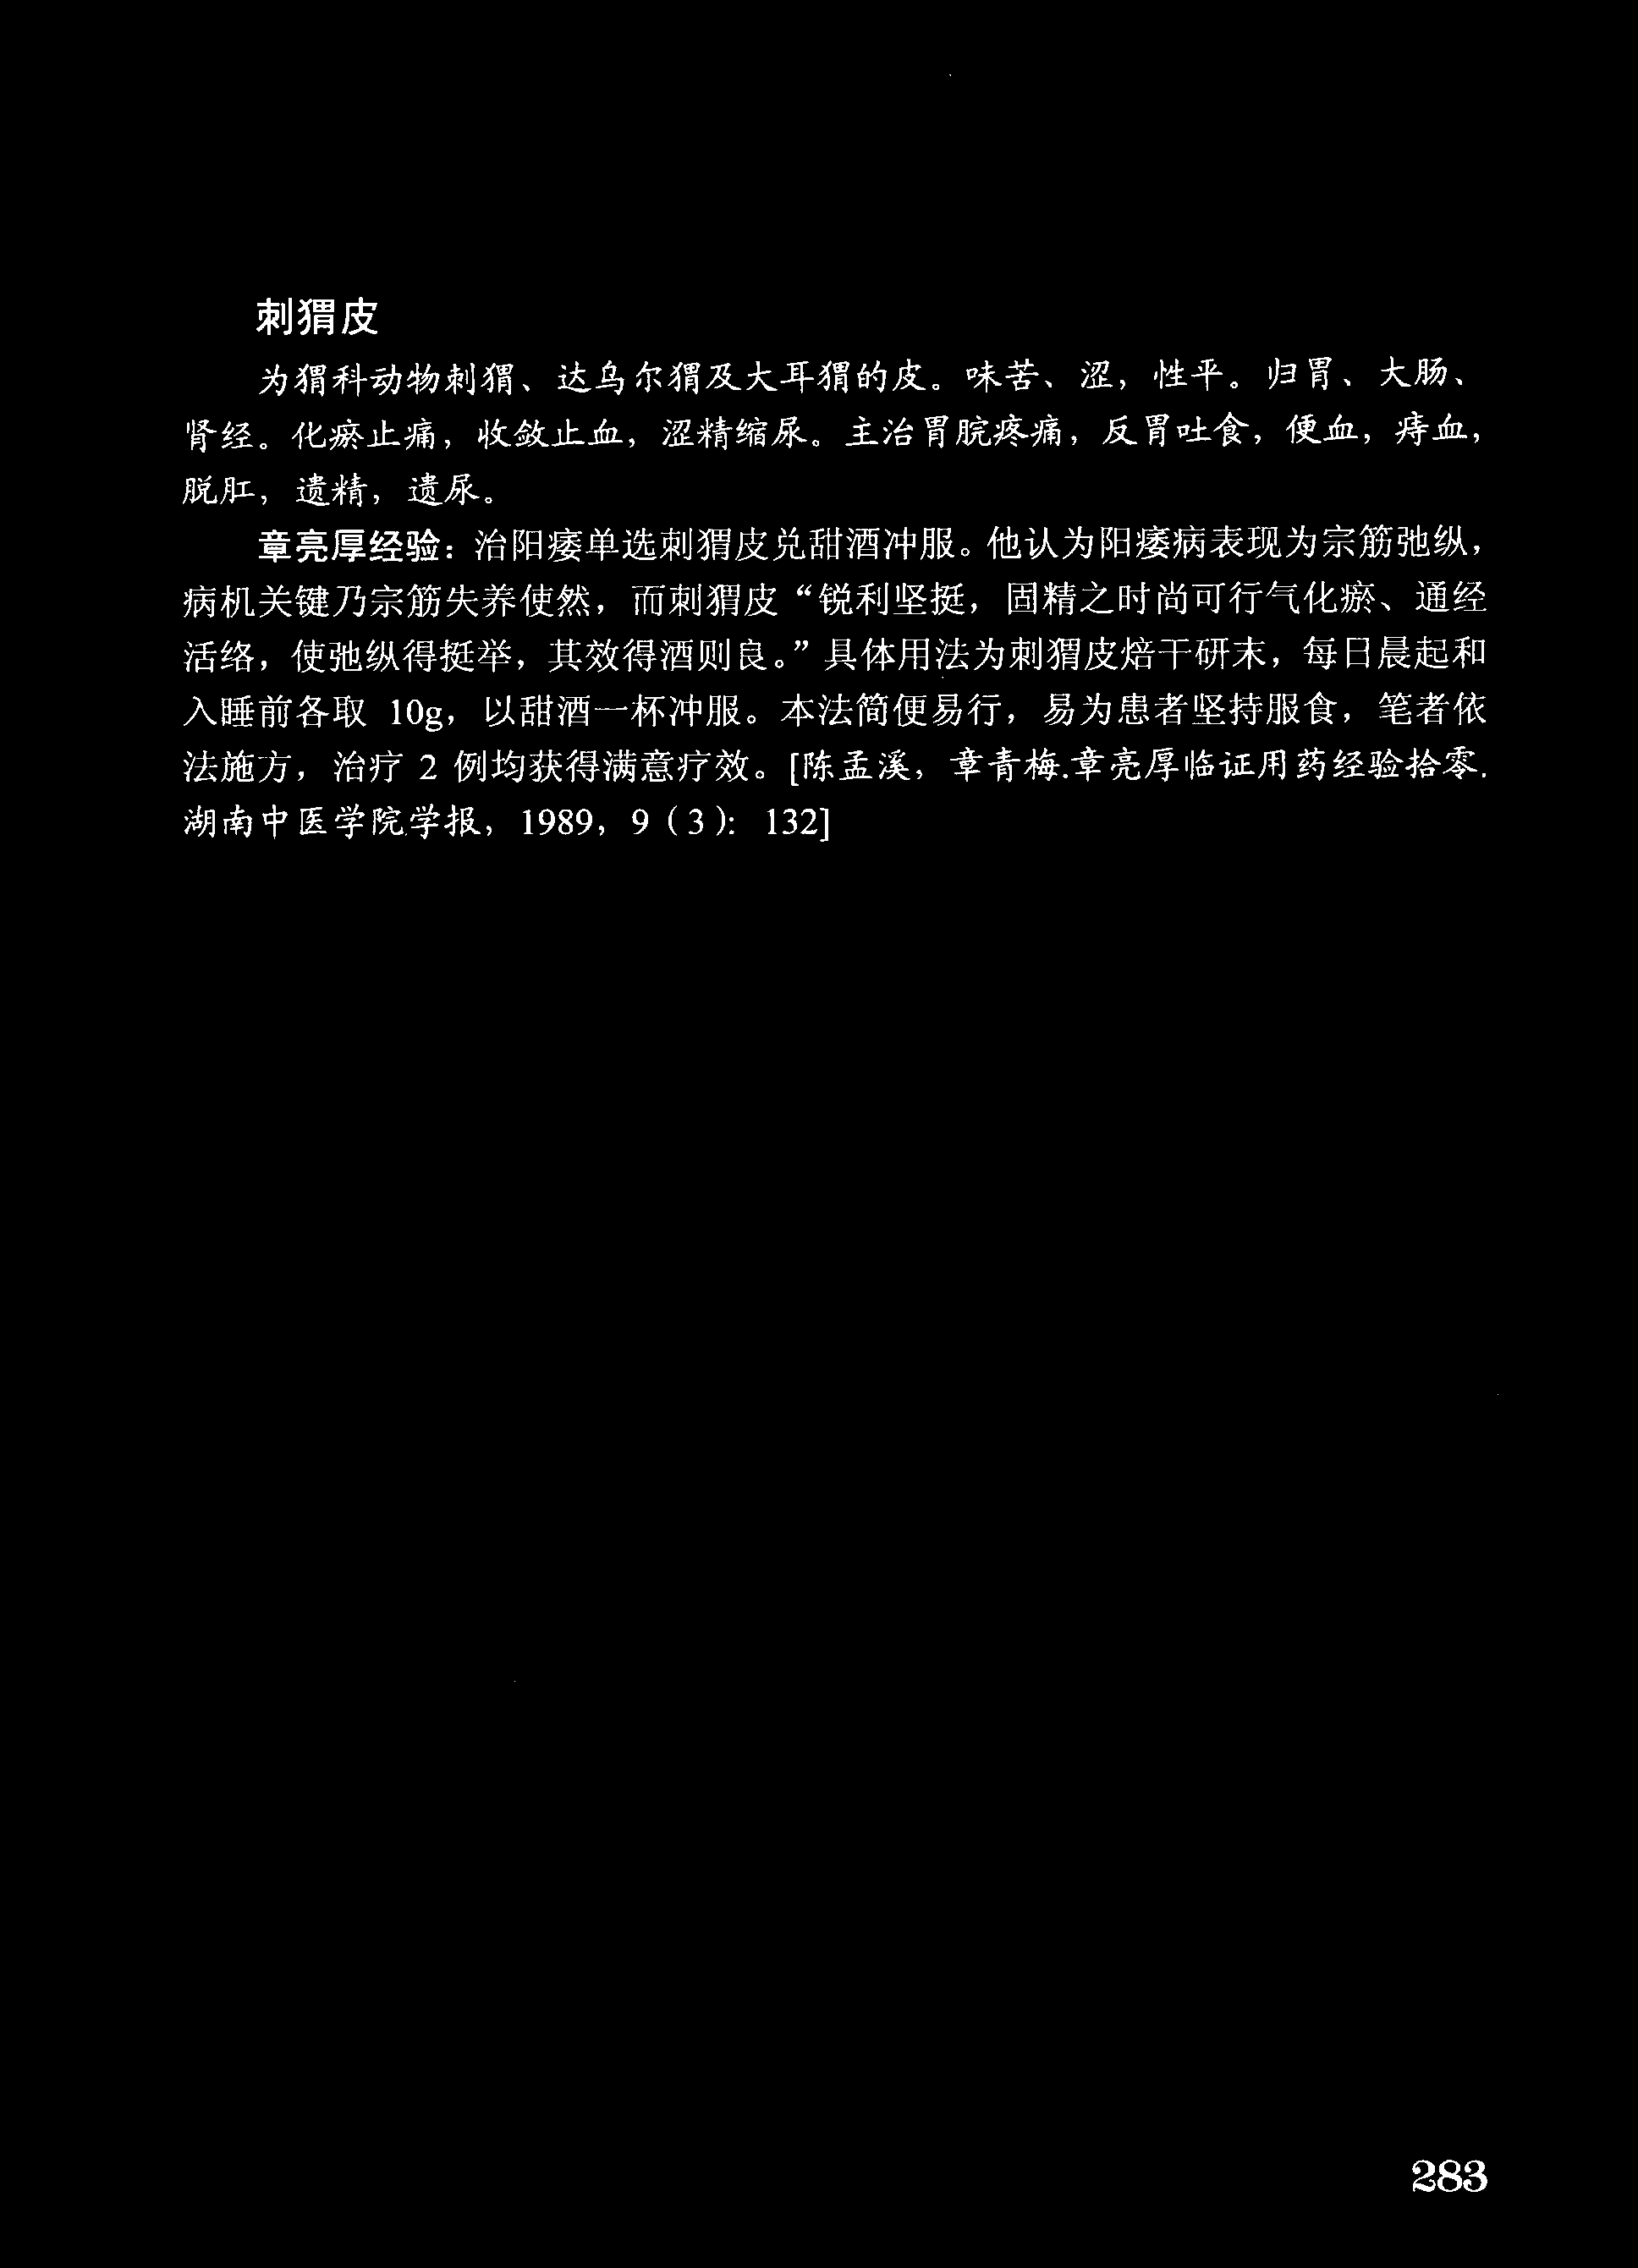 刺猬皮
为猬科动物刺猬、达乌尔猬及大耳猬的皮。味苦、涩，性平。归胃、大肠、
肾经。化瘀止痛，收敛止血，涩精缩尿。主治胃脘疼痛，反胃吐食，便血，痔血，
脱肛，遗精，遗尿。
章亮厚经验：治阳痿单选刺猬皮兑甜酒冲服。他认为阳痿病表现为宗筋弛纵，
病机关键乃宗筋失养使然，而刺猬皮“锐利坚挺，固精之时尚可行气化瘀、通经
活络，使弛纵得挺举，其效得酒则良。”具体用法为刺猬皮焙干研末，每日晨起和
入睡前各取 10g，以甜酒一杯冲服。本法简便易行，易为患者坚持服食，笔者依
法施方，治疗 2 例均获得满意疗效。[陈孟溪，章青梅.章亮厚临证用药经验拾零.
湖南中医学院学报，1989，9（3）：132]
283